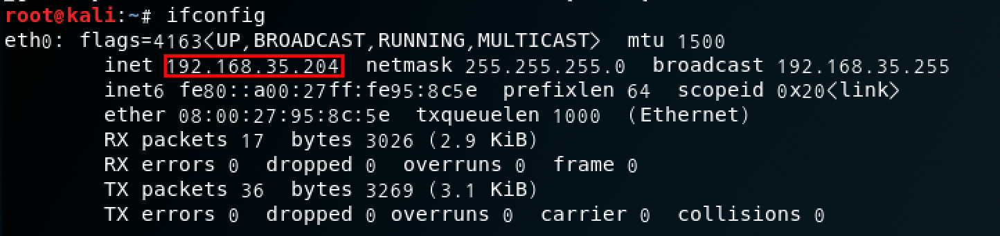 root@kali:~# ifconfig
eth0: flags=4163<UP,BROADCAST,RUNNING,MULTICAST>  mtu 1500
        inet 192.168.35.204  netmask 255.255.255.0  broadcast 192.168.35.255
        inet6 fe80::a00:27ff:fe95:8c5e  prefixlen 64  scopeid 0x20<link>
        ether 08:00:27:95:8c:5e  txqueuelen 1000  (Ethernet)
        RX packets 17  bytes 3026 (2.9 KiB)
        RX errors 0  dropped 0  overruns 0  frame 0
        TX packets 36  bytes 3269 (3.1 KiB)
        TX errors 0  dropped 0 overruns 0  carrier 0  collisions 0